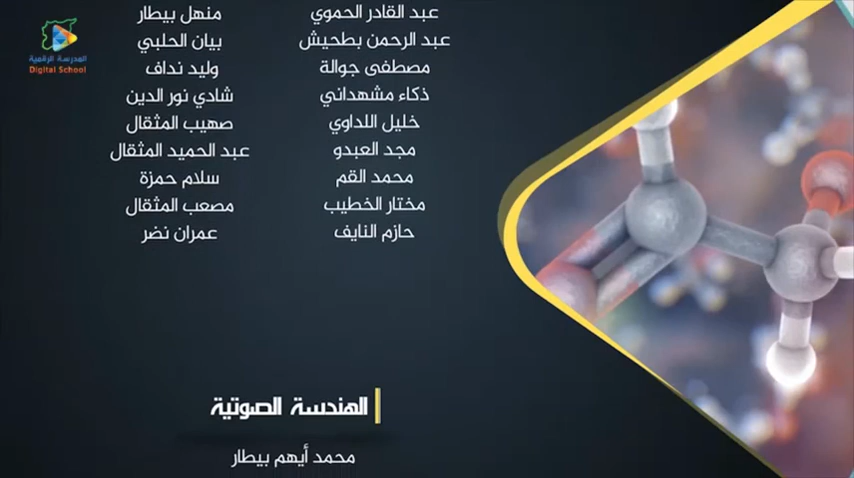 المدرسة الرقمية
Digital School
عبد القادر الحموي
منهل بيطار
عبد الرحمن بطحيش
بيان الحلبي
مصطفى جوالة
وليد نداف
ذكاء مشهداني
شادي نور الدين
خليل اللداوي
صهيب المثقال
مجد العبدو
عبد الحميد المثقال
محمد القم
سلام حمزة
مختار الخطيب
مصعب المثقال
حازم النايف
عمران نضر
الهندسة الصوتية
محمد أيهم بيطار